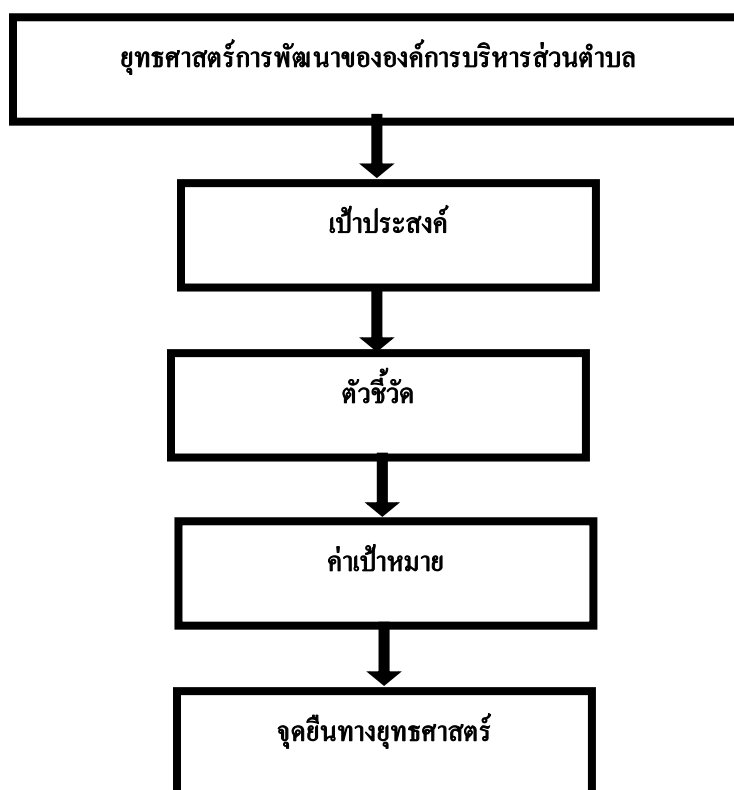 ยุทธศาสตร์การพัฒนาขององค์การบริหารส่วนตำบล
เป้าประสงค์
ตัวชี้วัด
ค่าเป้าหมาย
จุดยืนทางยุทธศาสตร์